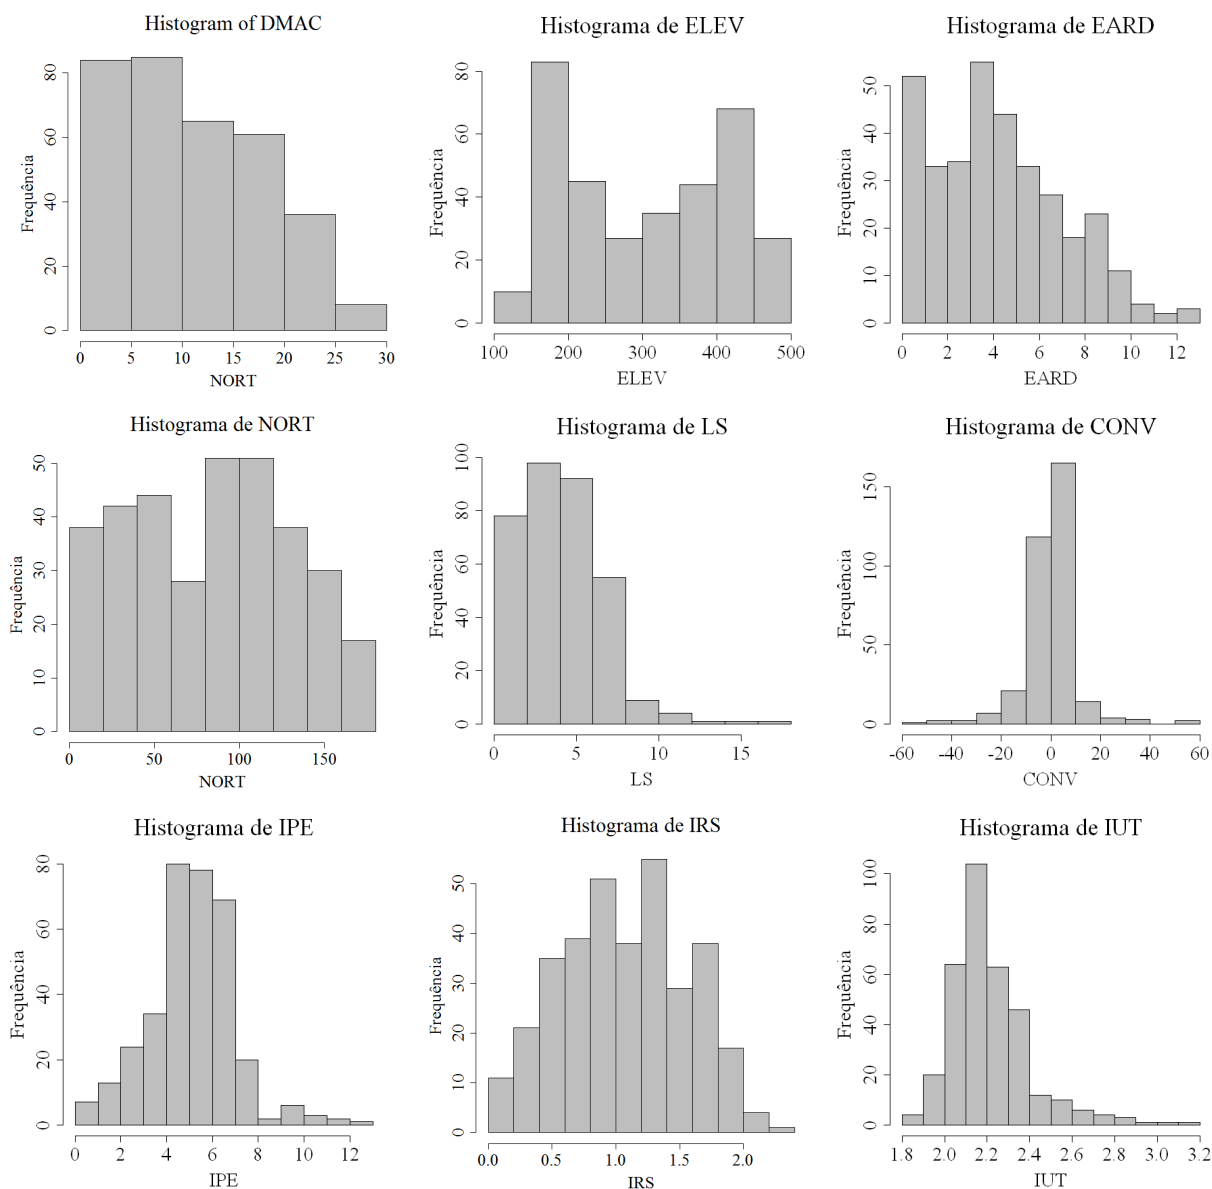 Histogram of DMAC
Frequência
0 20 40 60 80
0 5 10 15 20 25 30
NORT
Histograma de ELEV
Frequência
0 20 40 60 80
100 200 300 400 500
ELEV
Histograma de EARD
Frequência
0 10 20 30 40 50
0 2 4 6 8 10 12
EARD
Histograma de NORT
Frequência
0 10 20 30 40 50
0 50 100 150
NORT
Histograma de LS
Frequência
0 20 40 60 80 100
0 5 10 15
LS
Histograma de CONV
Frequência
0 50 100 150
-60 -40 -20 0 20 40 60
CONV
Histograma de IPE
Frequência
0 20 40 60 80
0 2 4 6 8 10 12
IPE
Histograma de IRS
Frequência
0 10 20 30 40 50
0.0 0.5 1.0 1.5 2.0
IRS
Histograma de IUT
Frequência
0 20 40 60 80 100
1.8 2.0 2.2 2.4 2.6 2.8 3.0 3.2
IUT